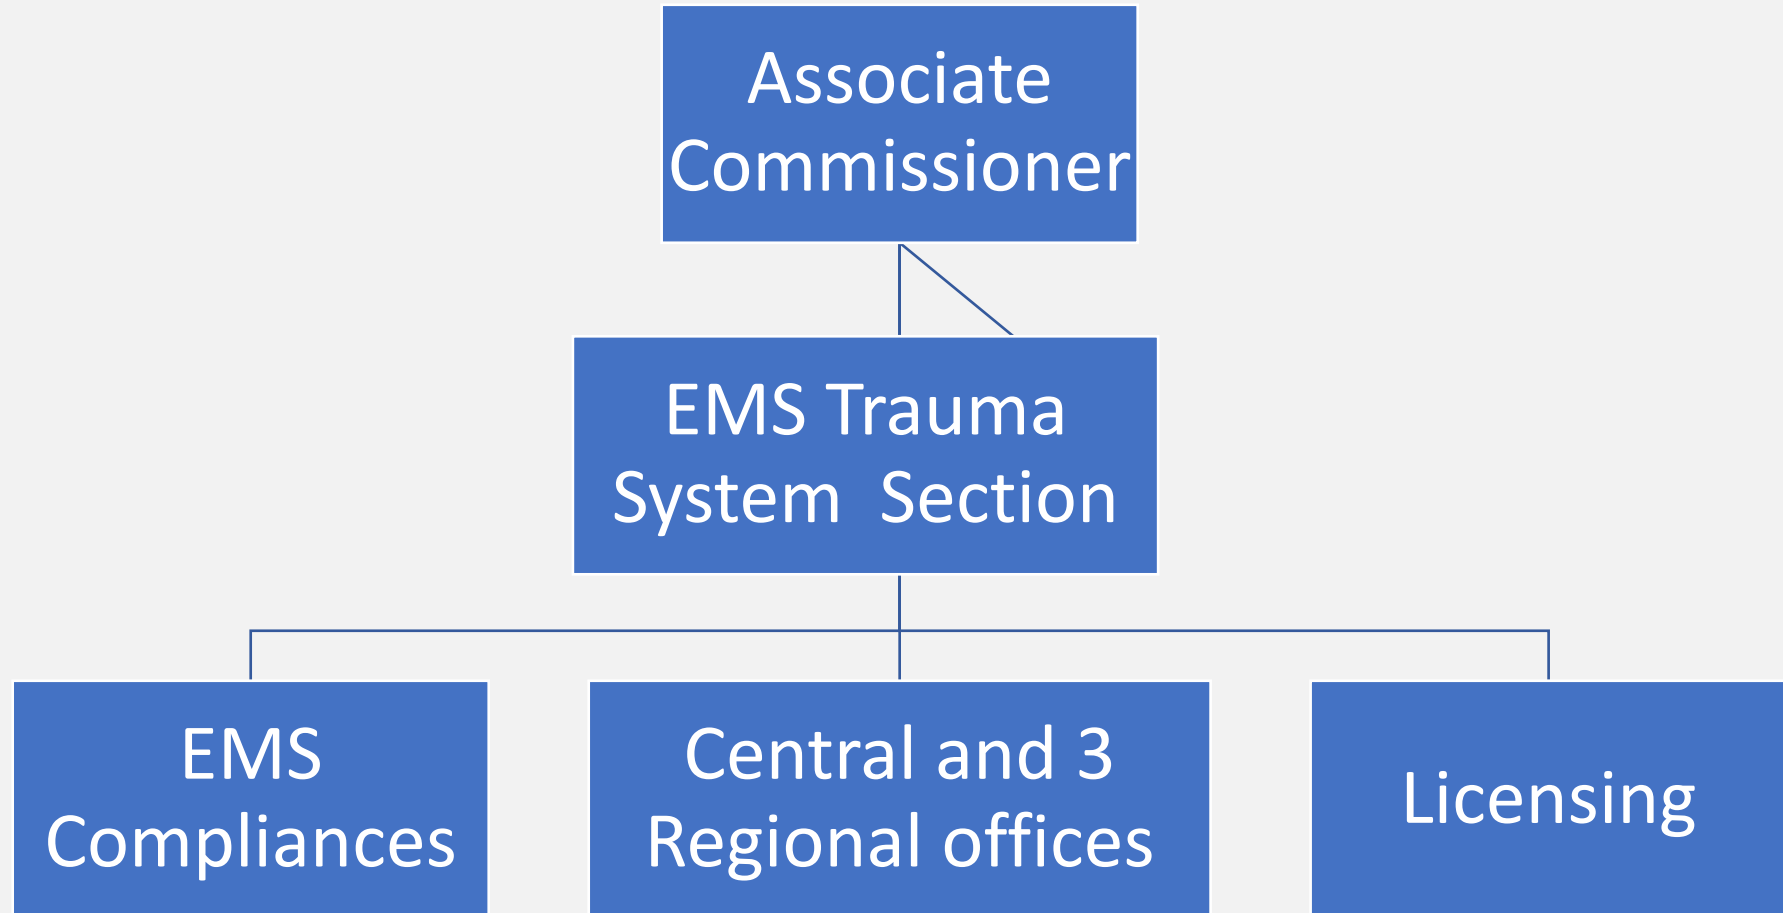 Associate
Commissioner
EMS Trauma
System  Section
EMS
Compliances
Central and 3
Regional offices
Licensing